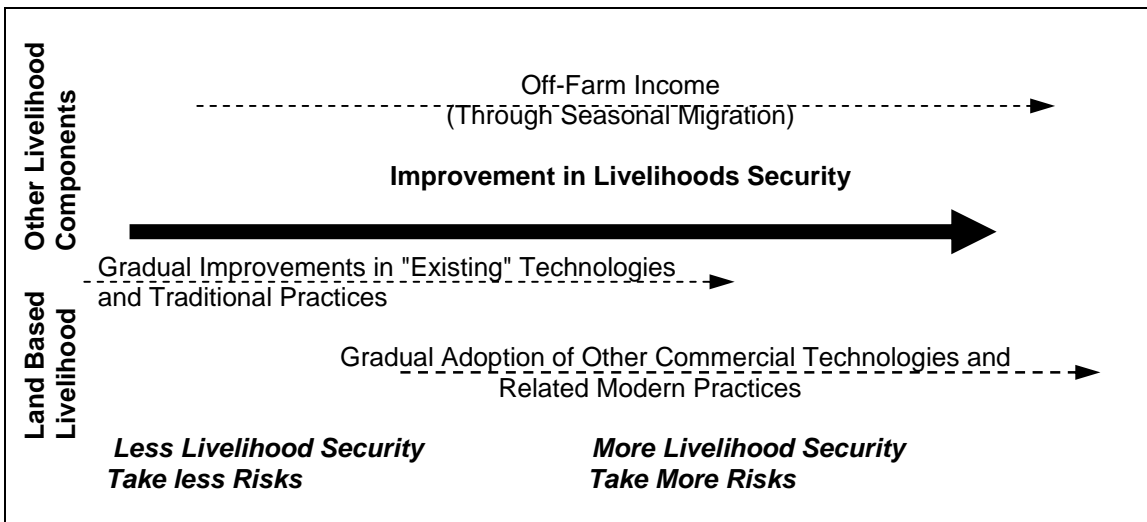 Other Livelihood
Components
Off-Farm Income
(Through Seasonal Migration)
Improvement in Livelihoods Security
Land Based
Livelihood
Gradual Improvements in "Existing" Technologies
and Traditional Practices
Gradual Adoption of Other Commercial Technologies and
Related Modern Practices
Less Livelihood Security
Take less Risks
More Livelihood Security
Take More Risks